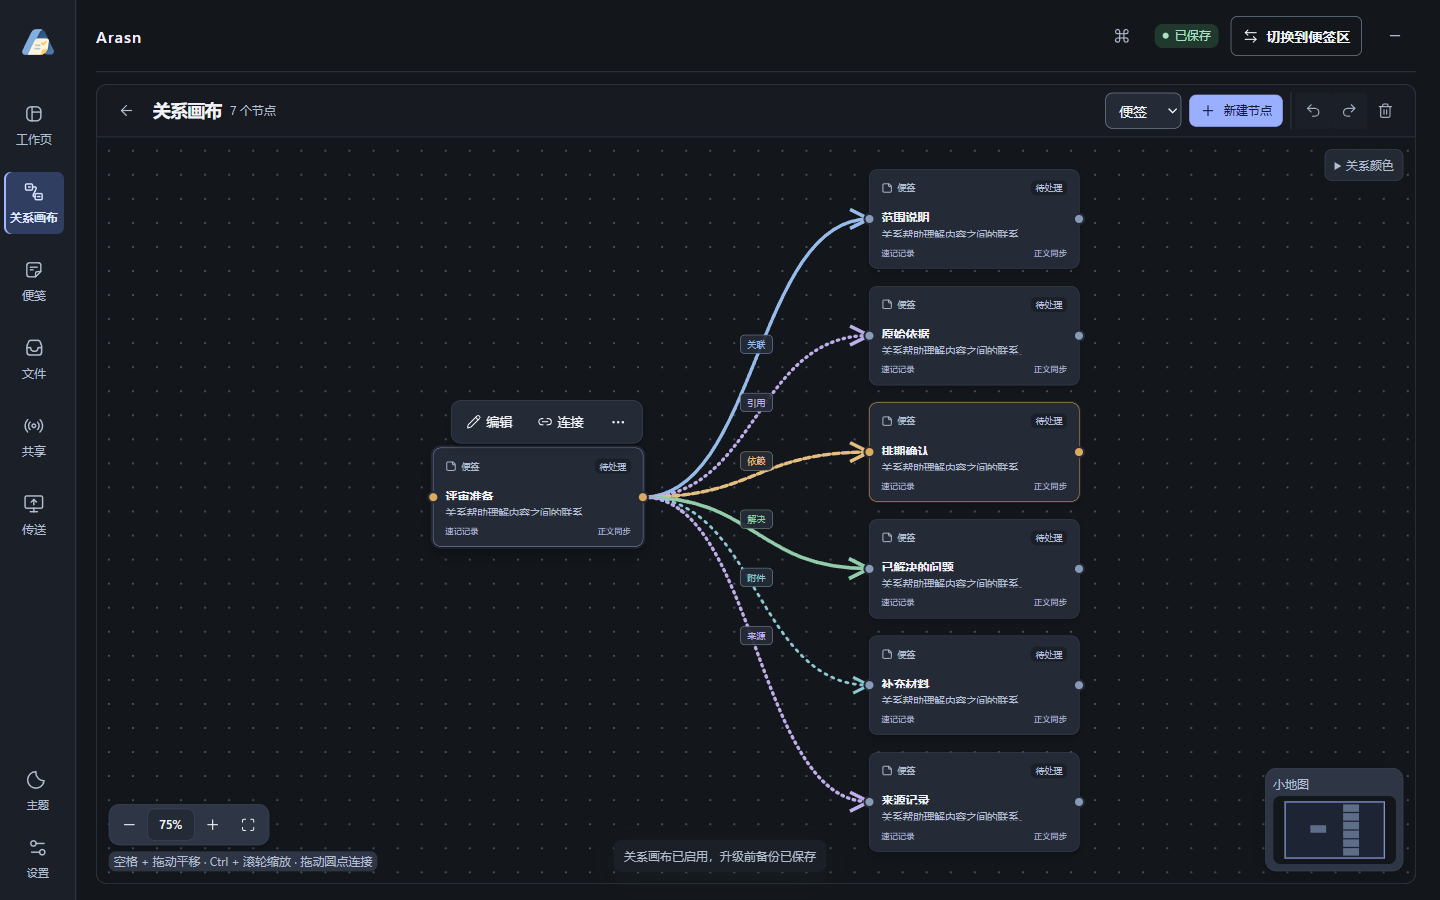 Arasn
已保存
切换到便签区
工作页
关系画布
便笺
文件
共享
传送
主题
设置
关系画布 7 个节点
便签
新建节点
关系颜色
编辑 连接
便签 待处理
评审准备
关系帮助理解内容之间的联系
速记记录 正文同步
关联
引用
依赖
解决
附件
来源
便签 待处理
范围说明
关系帮助理解内容之间的联系
速记记录 正文同步
便签 待处理
原始依据
关系帮助理解内容之间的联系
速记记录 正文同步
便签 待处理
排期确认
关系帮助理解内容之间的联系
速记记录 正文同步
便签 待处理
已解决的问题
关系帮助理解内容之间的联系
速记记录 正文同步
便签 待处理
补充材料
关系帮助理解内容之间的联系
速记记录 正文同步
便签 待处理
来源记录
关系帮助理解内容之间的联系
速记记录 正文同步
75%
空格 + 拖动平移 · Ctrl + 滚轮缩放 · 拖动圆点连接
关系画布已启用，升级前备份已保存
小地图